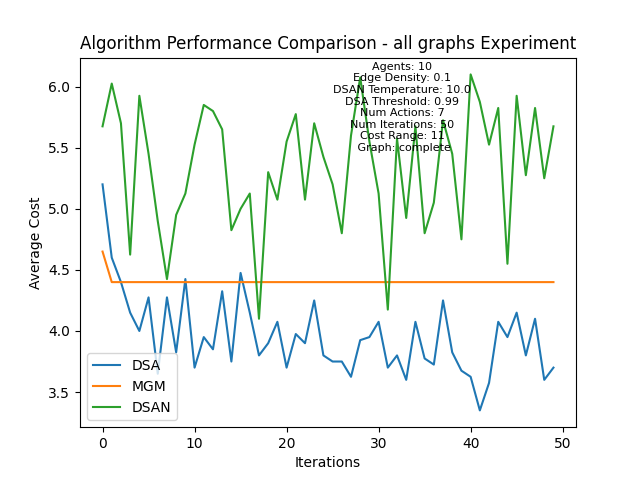 Algorithm Performance Comparison - all graphs Experiment
Agents: 10
Edge Density: 0.1
DSAN Temperature: 10.0
DSA Threshold: 0.99
Num Actions: 7
Num Iterations: 50
Cost Range: 11
Graph: complete
Average Cost
6.0
5.5
5.0
4.5
4.0
3.5
DSA
MGM
DSAN
0 10 20 30 40 50
Iterations